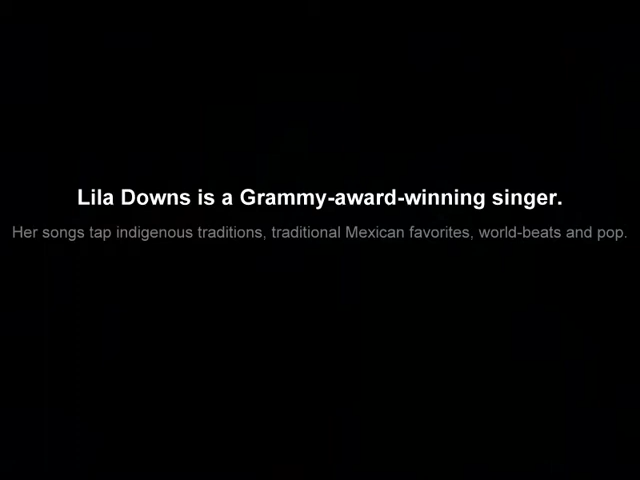 Lila Downs is a Grammy-award-winning singer.
Her songs tap indigenous traditions, traditional Mexican favorites, world-beats and pop.